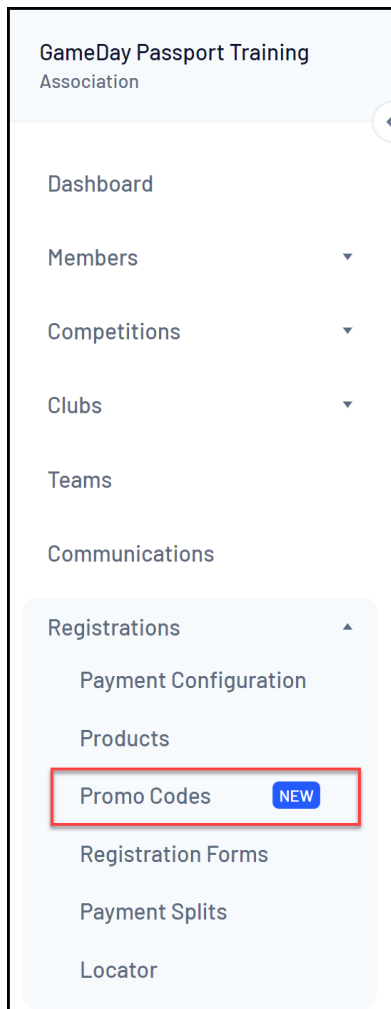 GameDay Passport Training
Association
Dashboard
Members
Competitions
Clubs
Teams
Communications
Registrations
Payment Configuration
Products
Promo Codes NEW
Registration Forms
Payment Splits
Locator